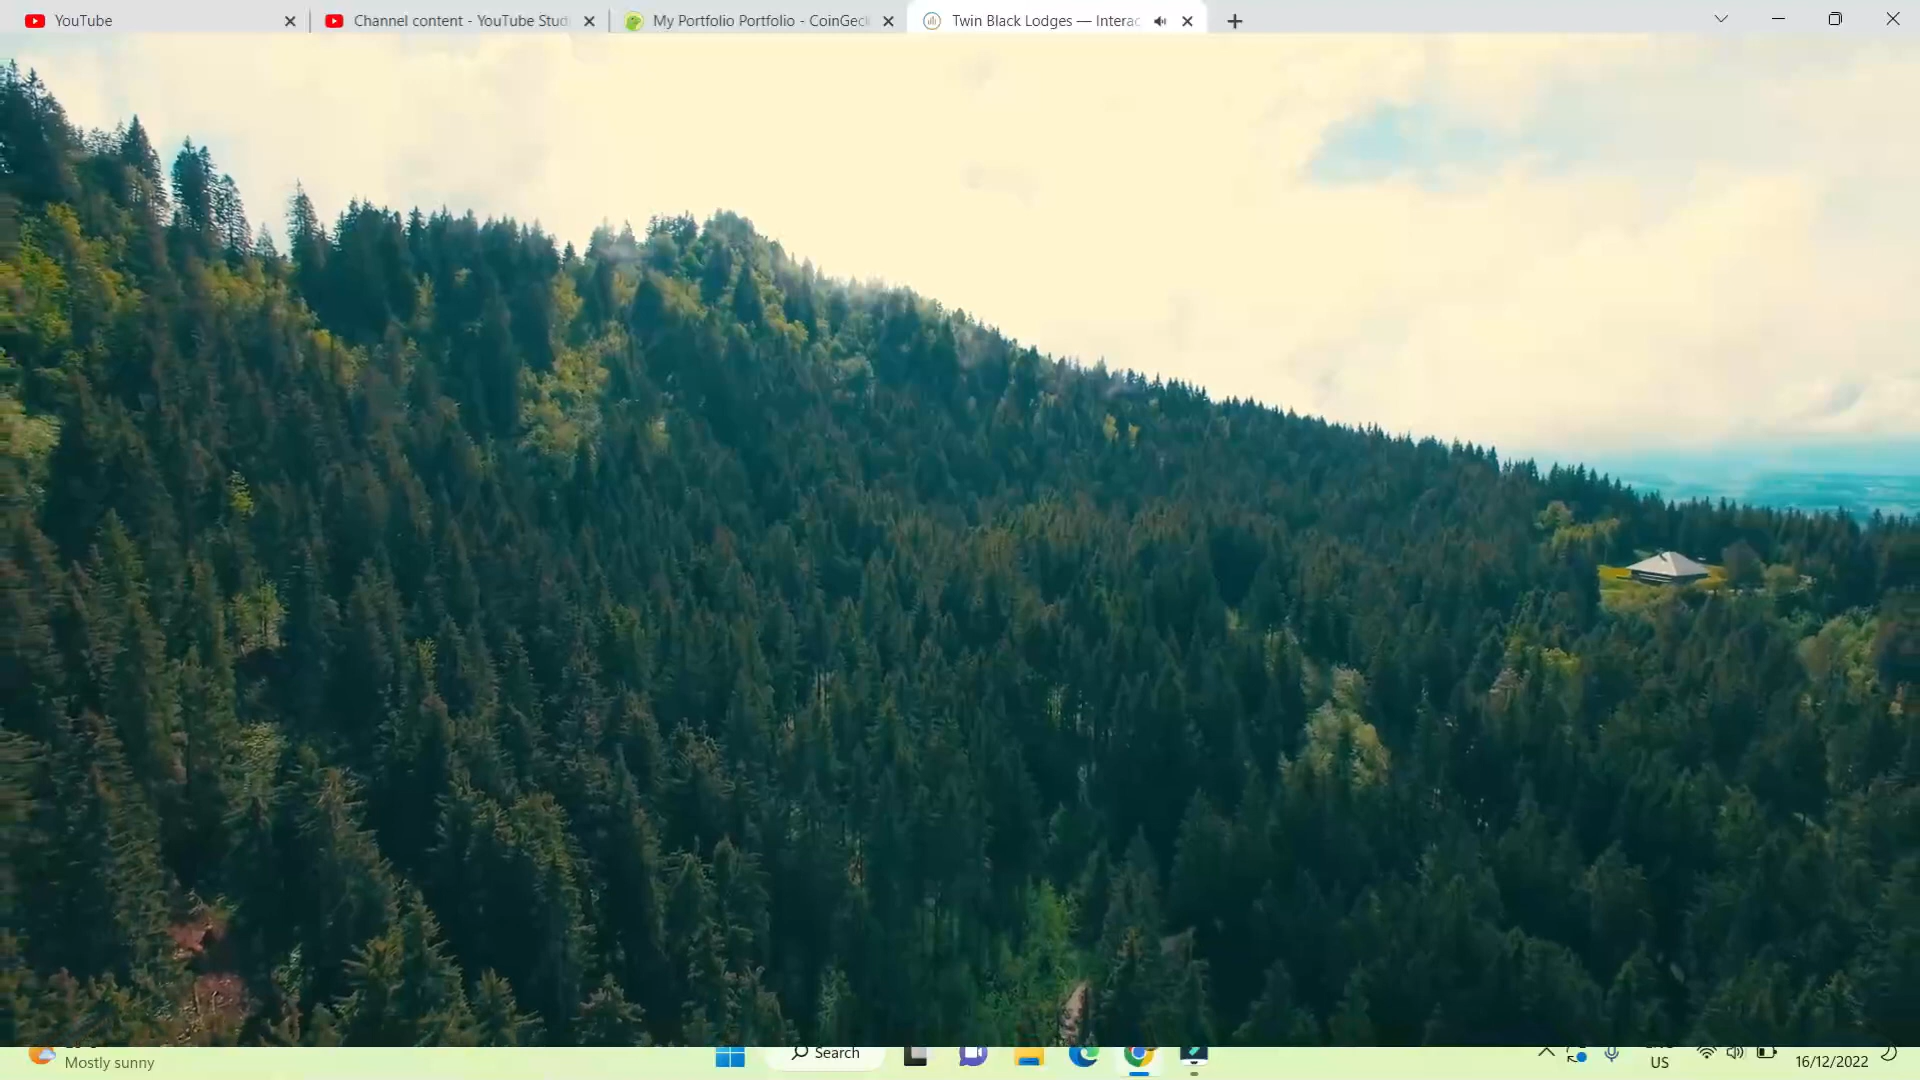 YouTube
Channel content - YouTube Stud
My Portfolio Portfolio - CoinGeck
Twin Black Lodges — Interac
Mostly sunny
Search
US
16/12/2022